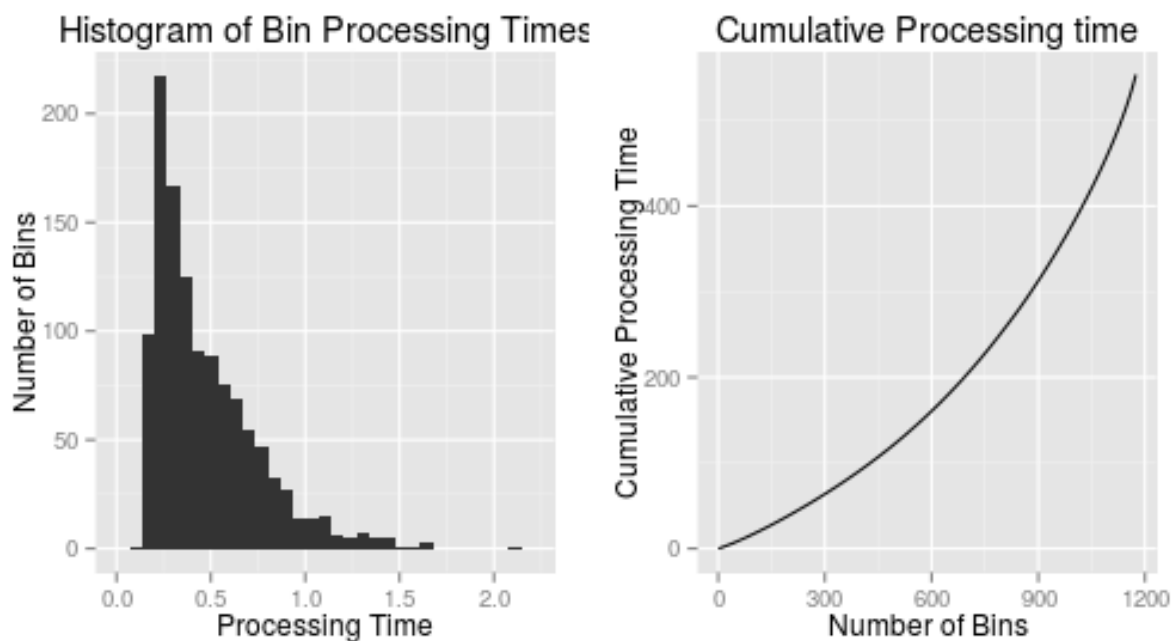 Histogram of Bin Processing Times
Number of Bins
200
150
100
50
0
0.0 0.5 1.0 1.5 2.0
Processing Time
Cumulative Processing time
Cumulative Processing Time
400
200
0
0 300 600 900 1200
Number of Bins